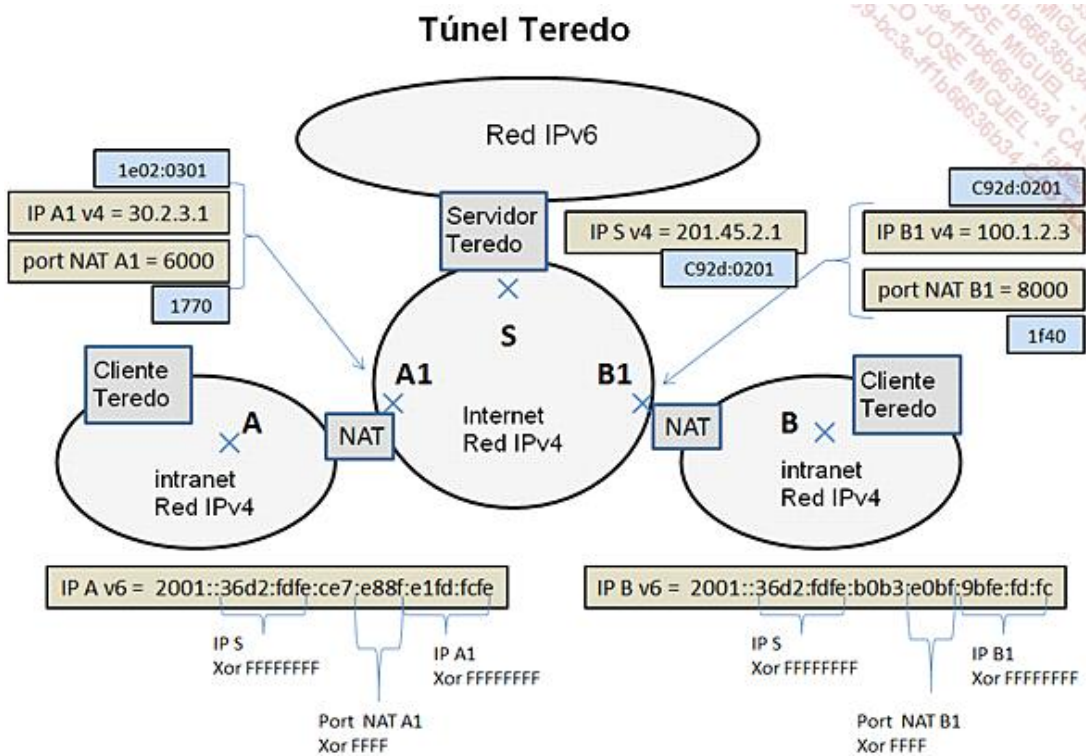 Túnel Teredo
Red IPv6
1e02:0301
IP A1 v4 = 30.2.3.1
port NAT A1 = 6000
1770
Servidor
Teredo
IP S v4 = 201.45.2.1
C92d:0201
C92d:0201
IP B1 v4 = 100.1.2.3
port NAT B1 = 8000
1f40
S
Cliente
Teredo
A
intranet
Red IPv4
NAT
A1
Internet
Red IPv4
B1
NAT
B
Cliente
Teredo
intranet
Red IPv4
IP A v6 = 2001::36d2:fdfe:ce7:e88f:e1fd:fcfe
IP S
Xor FFFFFFFF
IP A1
Xor FFFFFFFF
Port NAT A1
Xor FFFF
IP B v6 = 2001::36d2:fdfe:b0b3:e0bf:9bfe:fd:fc
IP S
Xor FFFFFFFF
IP B1
Xor FFFFFFFF
Port NAT B1
Xor FFFF
JOSE MIGUEL